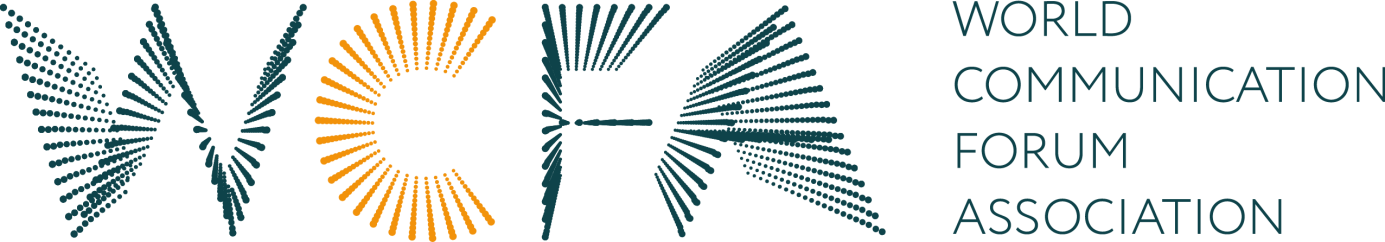 WCFA
WORLD
COMMUNICATION
FORUM
ASSOCIATION